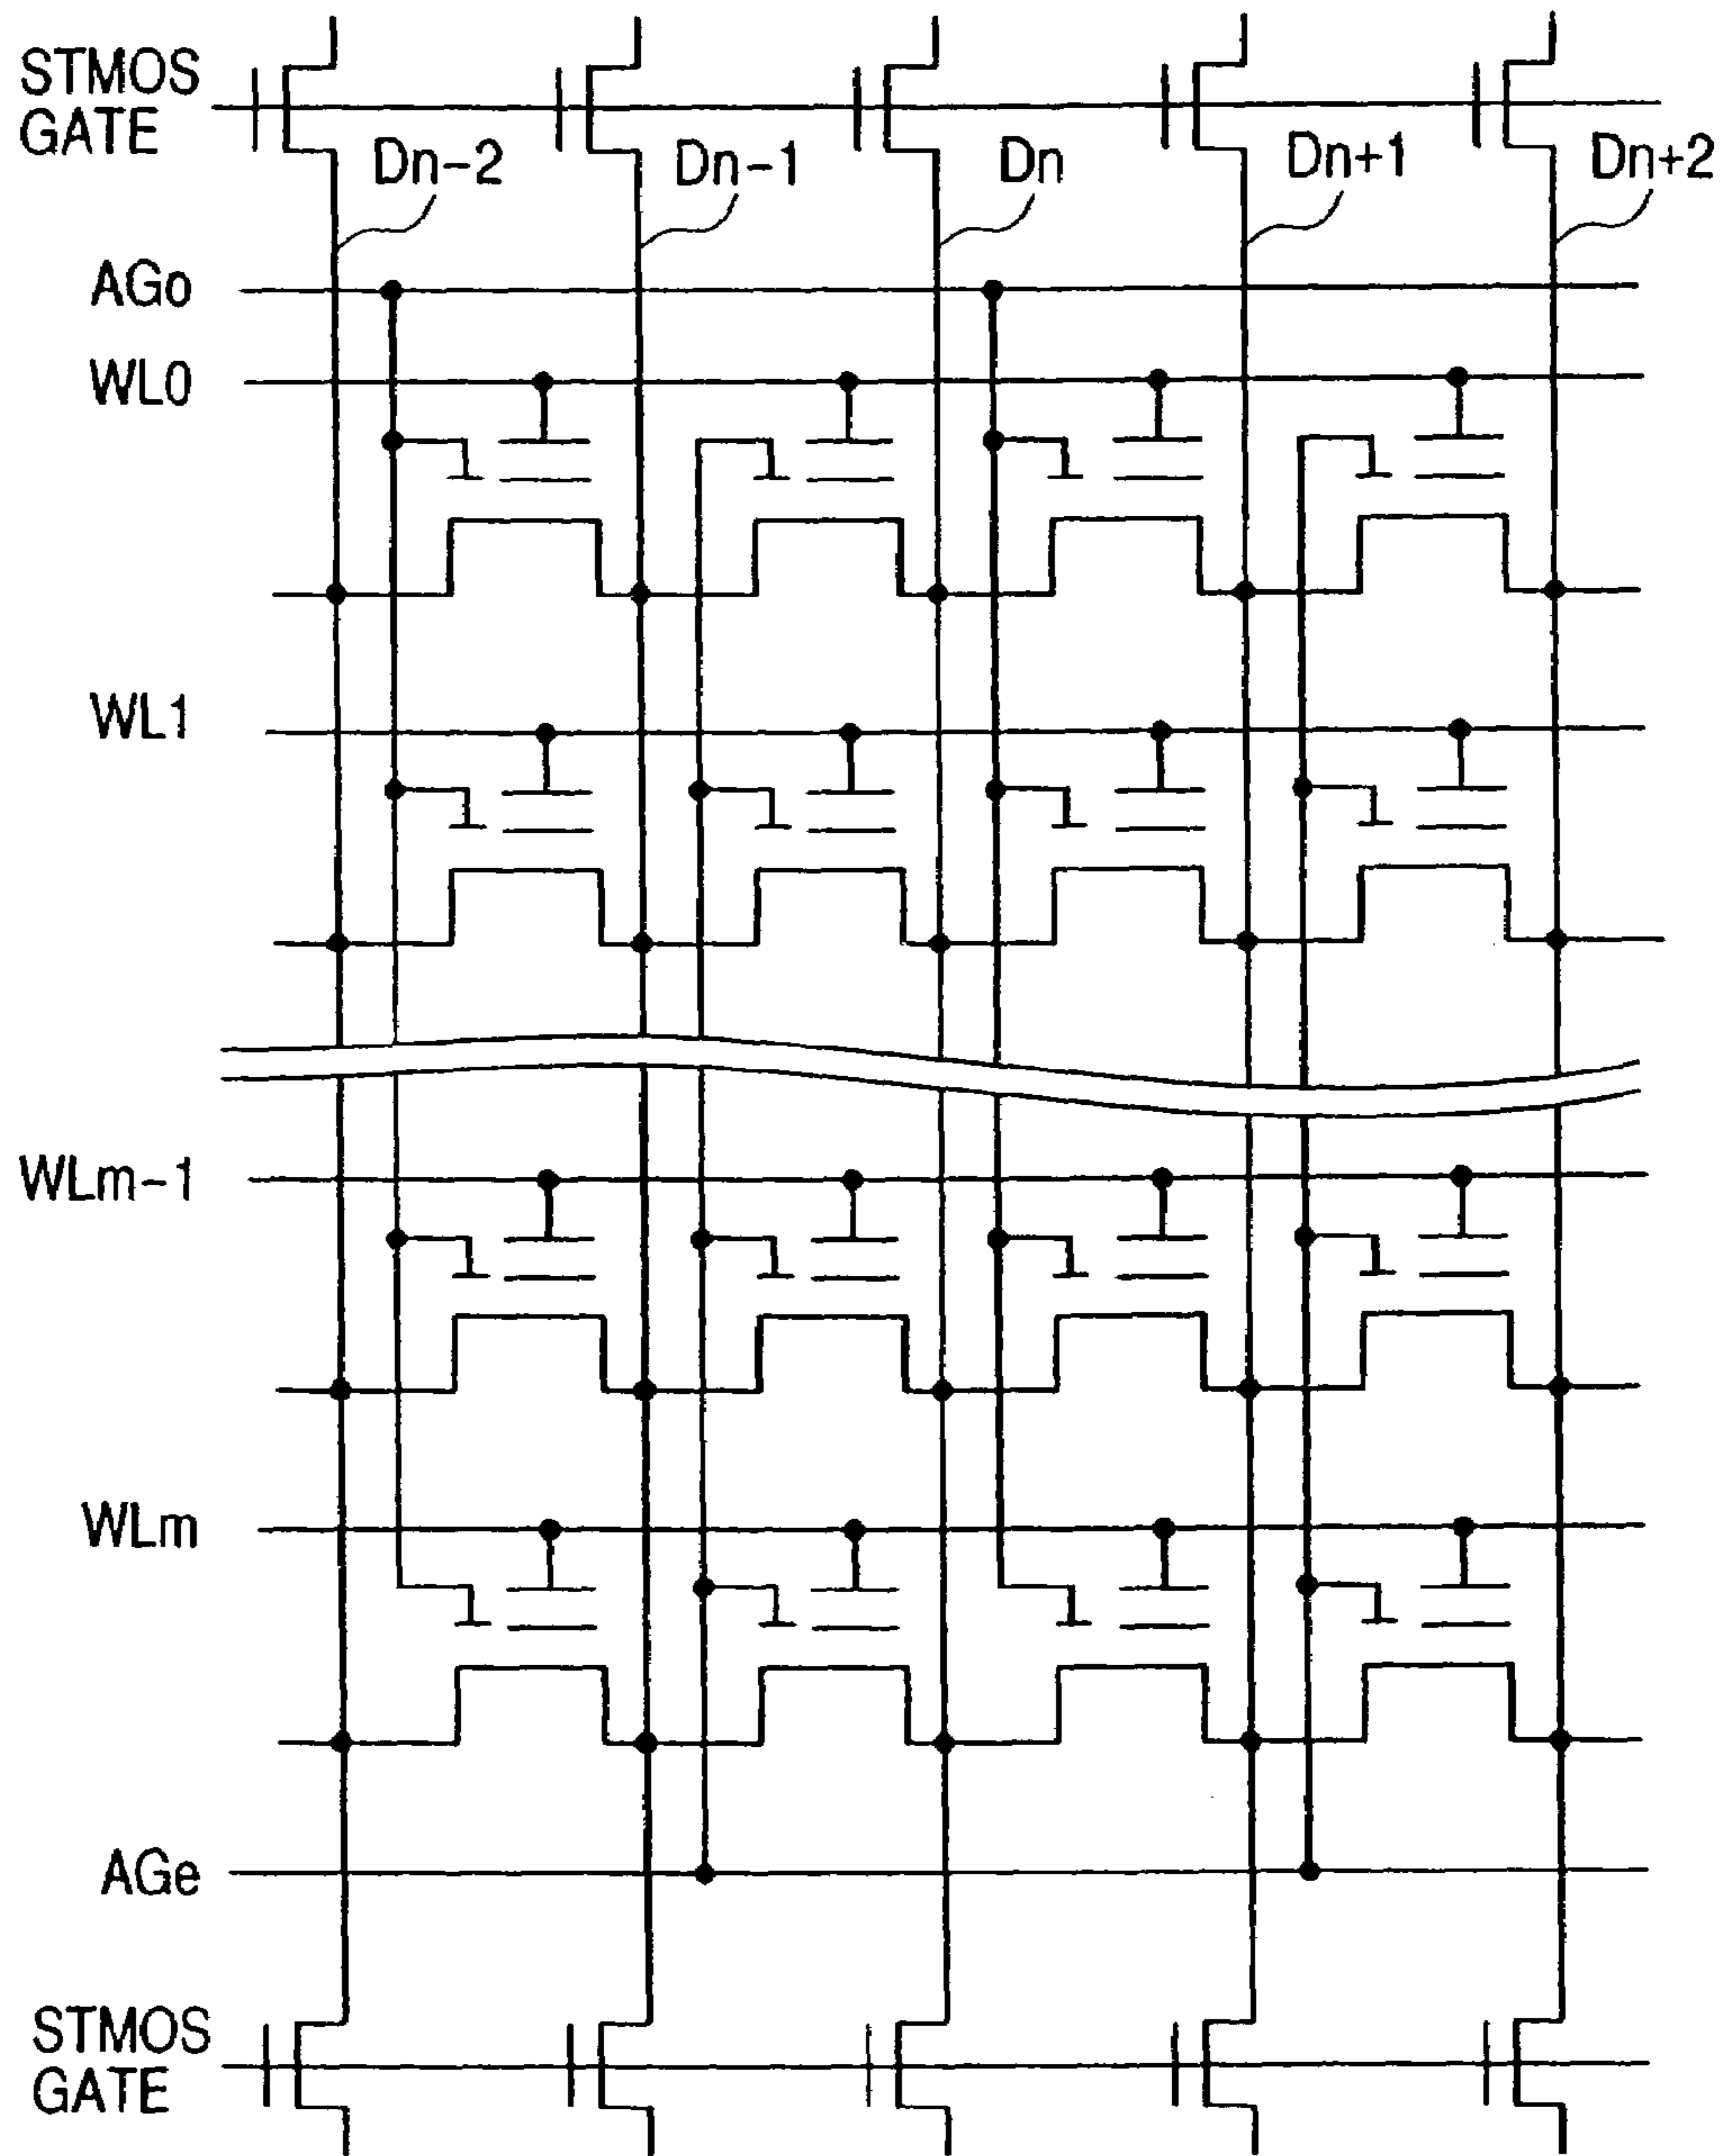 STMOS
GATE
Dn-2
Dn-1
Dn
Dn+1
Dn+2
AGo
WL0
WL1
WLm-1
WLm
AGe
STMOS
GATE